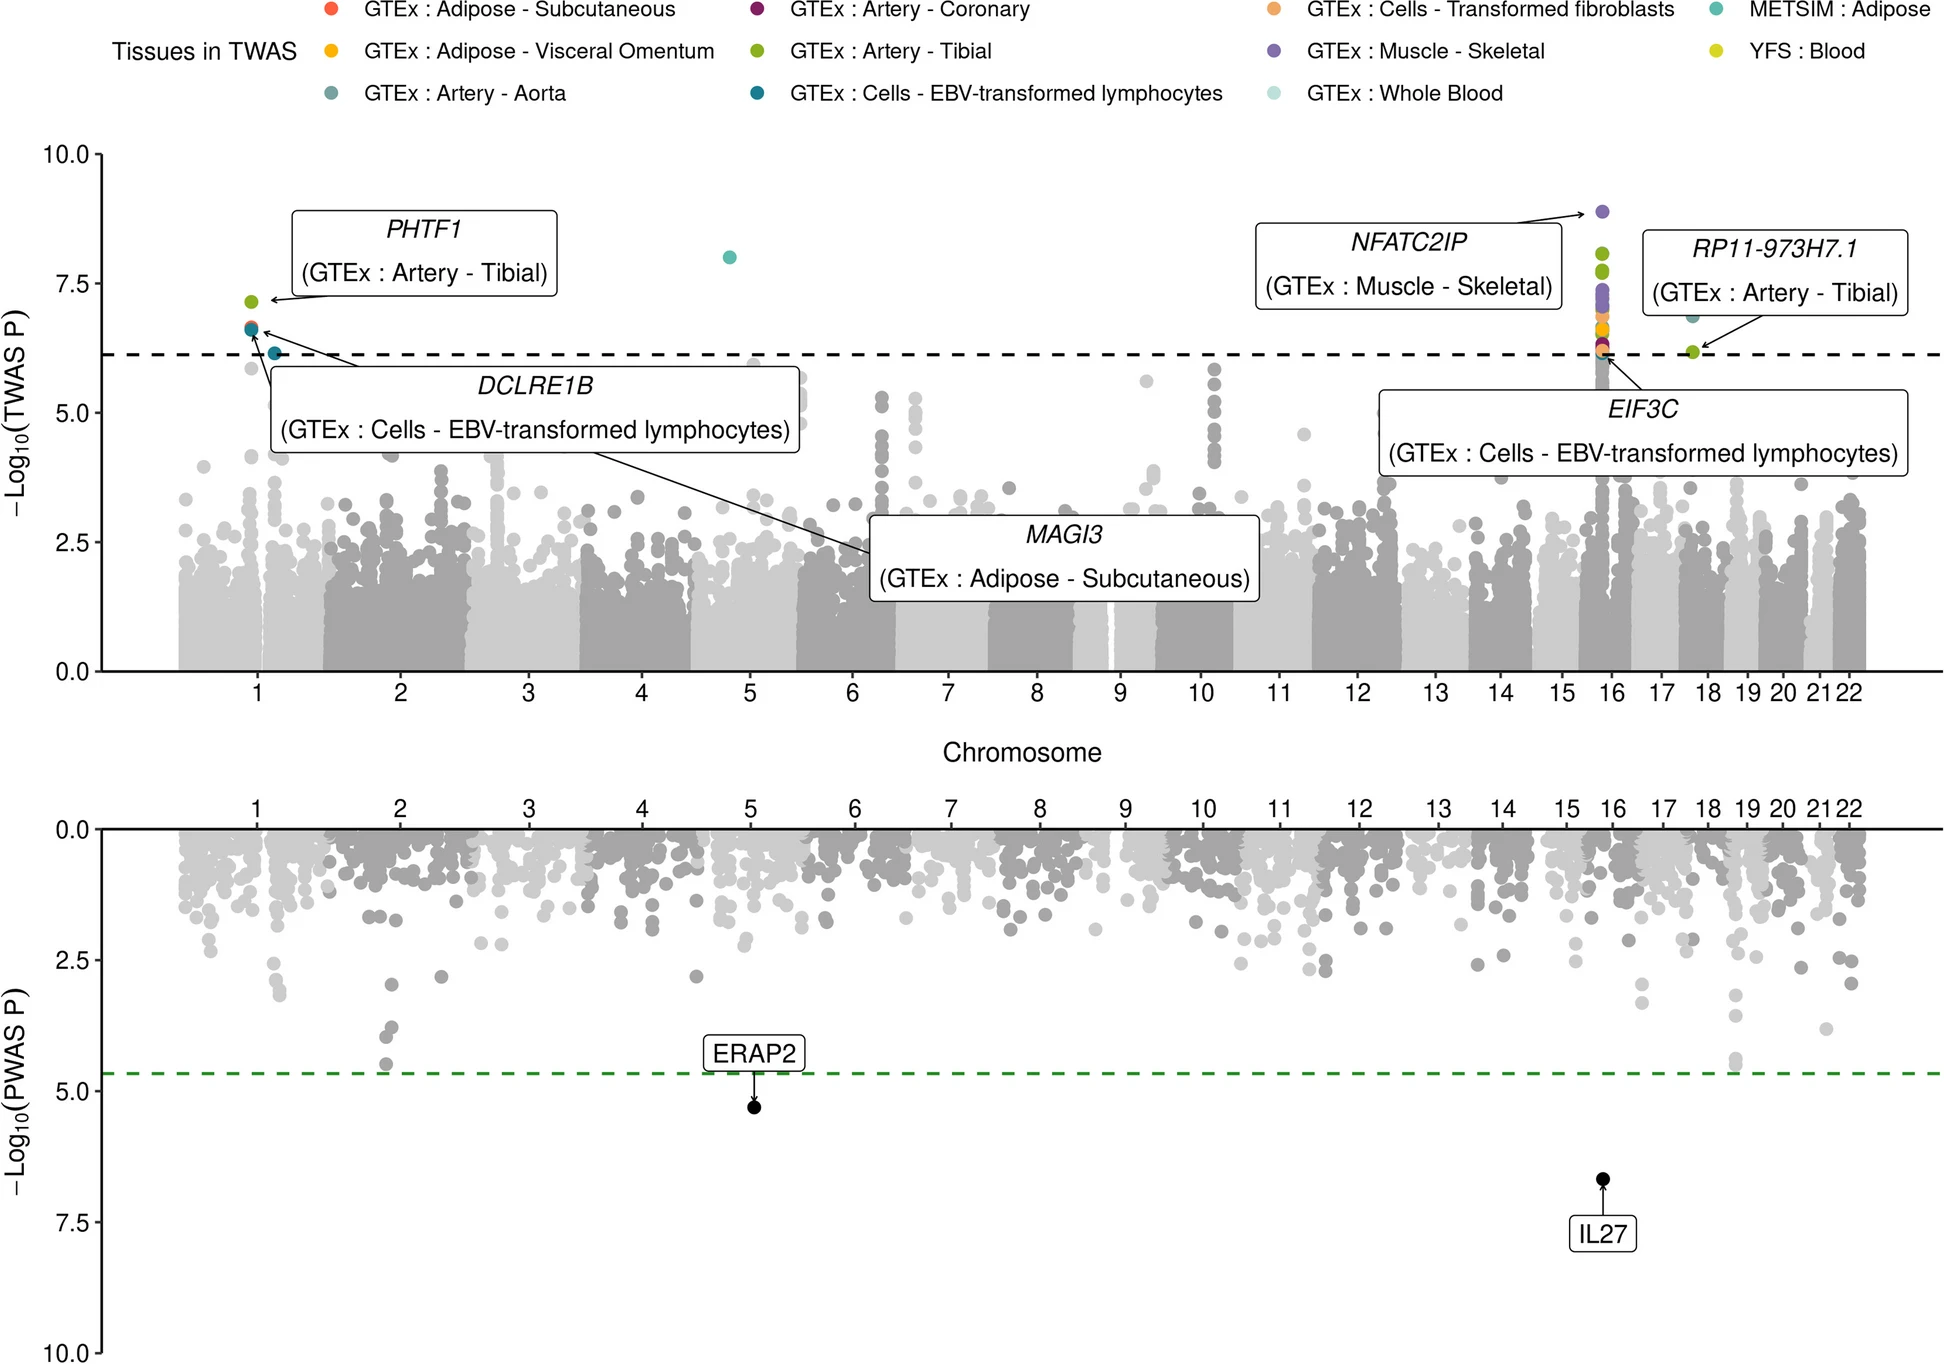 GTEx : Adipose - Subcutaneous
GTEx : Artery - Coronary
GTEx : Cells - Transformed fibroblasts
METSIM : Adipose
Tissues in TWAS
GTEx : Adipose - Visceral Omentum
GTEx : Artery - Tibial
GTEx : Muscle - Skeletal
YFS : Blood
GTEx : Artery - Aorta
GTEx : Cells - EBV-transformed lymphocytes
GTEx : Whole Blood
10.0
7.5
5.0
2.5
0.0
−Log10(TWAS P)
PHTF1
(GTEx : Artery - Tibial)
NFATC2IP
(GTEx : Muscle - Skeletal)
RP11-973H7.1
(GTEx : Artery - Tibial)
DCLRE1B
(GTEx : Cells - EBV-transformed lymphocytes)
EIF3C
(GTEx : Cells - EBV-transformed lymphocytes)
MAGI3
(GTEx : Adipose - Subcutaneous)
1 2 3 4 5 6 7 8 9 10 11 12 13 14 15 16 17 18 19 20 21 22
Chromosome
1 2 3 4 5 6 7 8 9 10 11 12 13 14 15 16 17 18 19 20 21 22
0.0
2.5
5.0
7.5
10.0
−Log10(PWAS P)
ERAP2
IL27